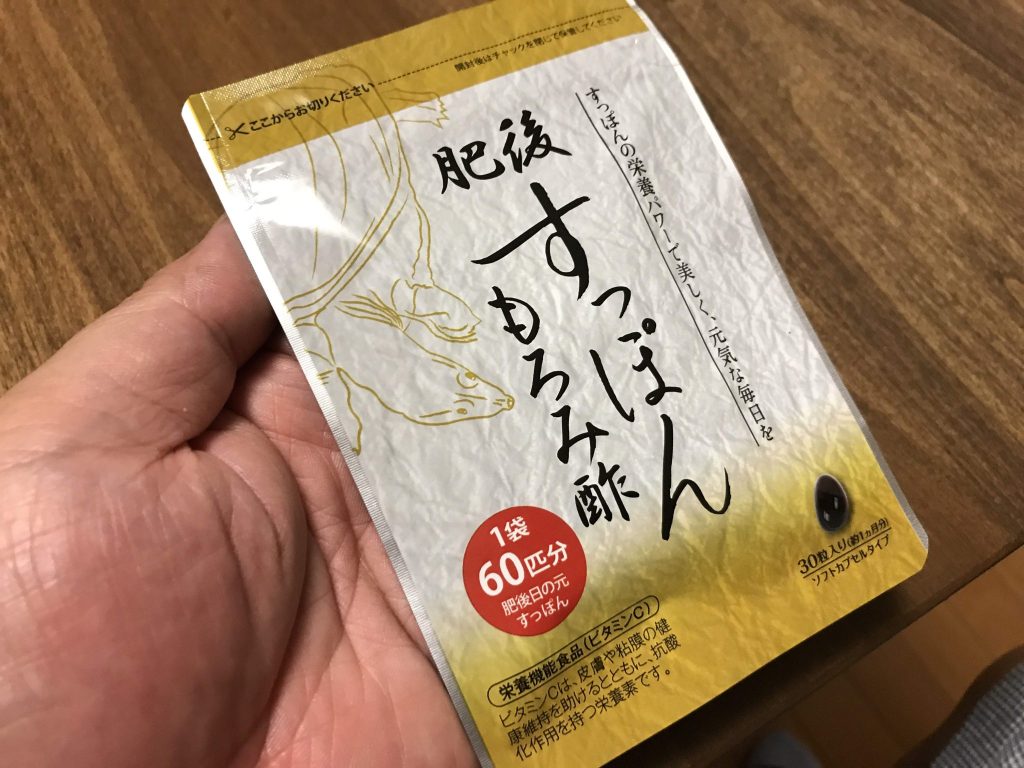 ここからお切りください
開封後はチャックを閉じて保管してください
すっぽんの栄養パワーで美しく、元気な毎日を
肥後
すっぽん
もろみ酢
1袋
60匹分
肥後日の元
すっぽん
30粒入り(約1ヵ月分)
ソフトカプセルタイプ
栄養機能食品(ビタミンC)
ビタミンCは、皮膚や粘膜の健
康維持を助けるとともに、抗酸
化作用を持つ栄養素です。